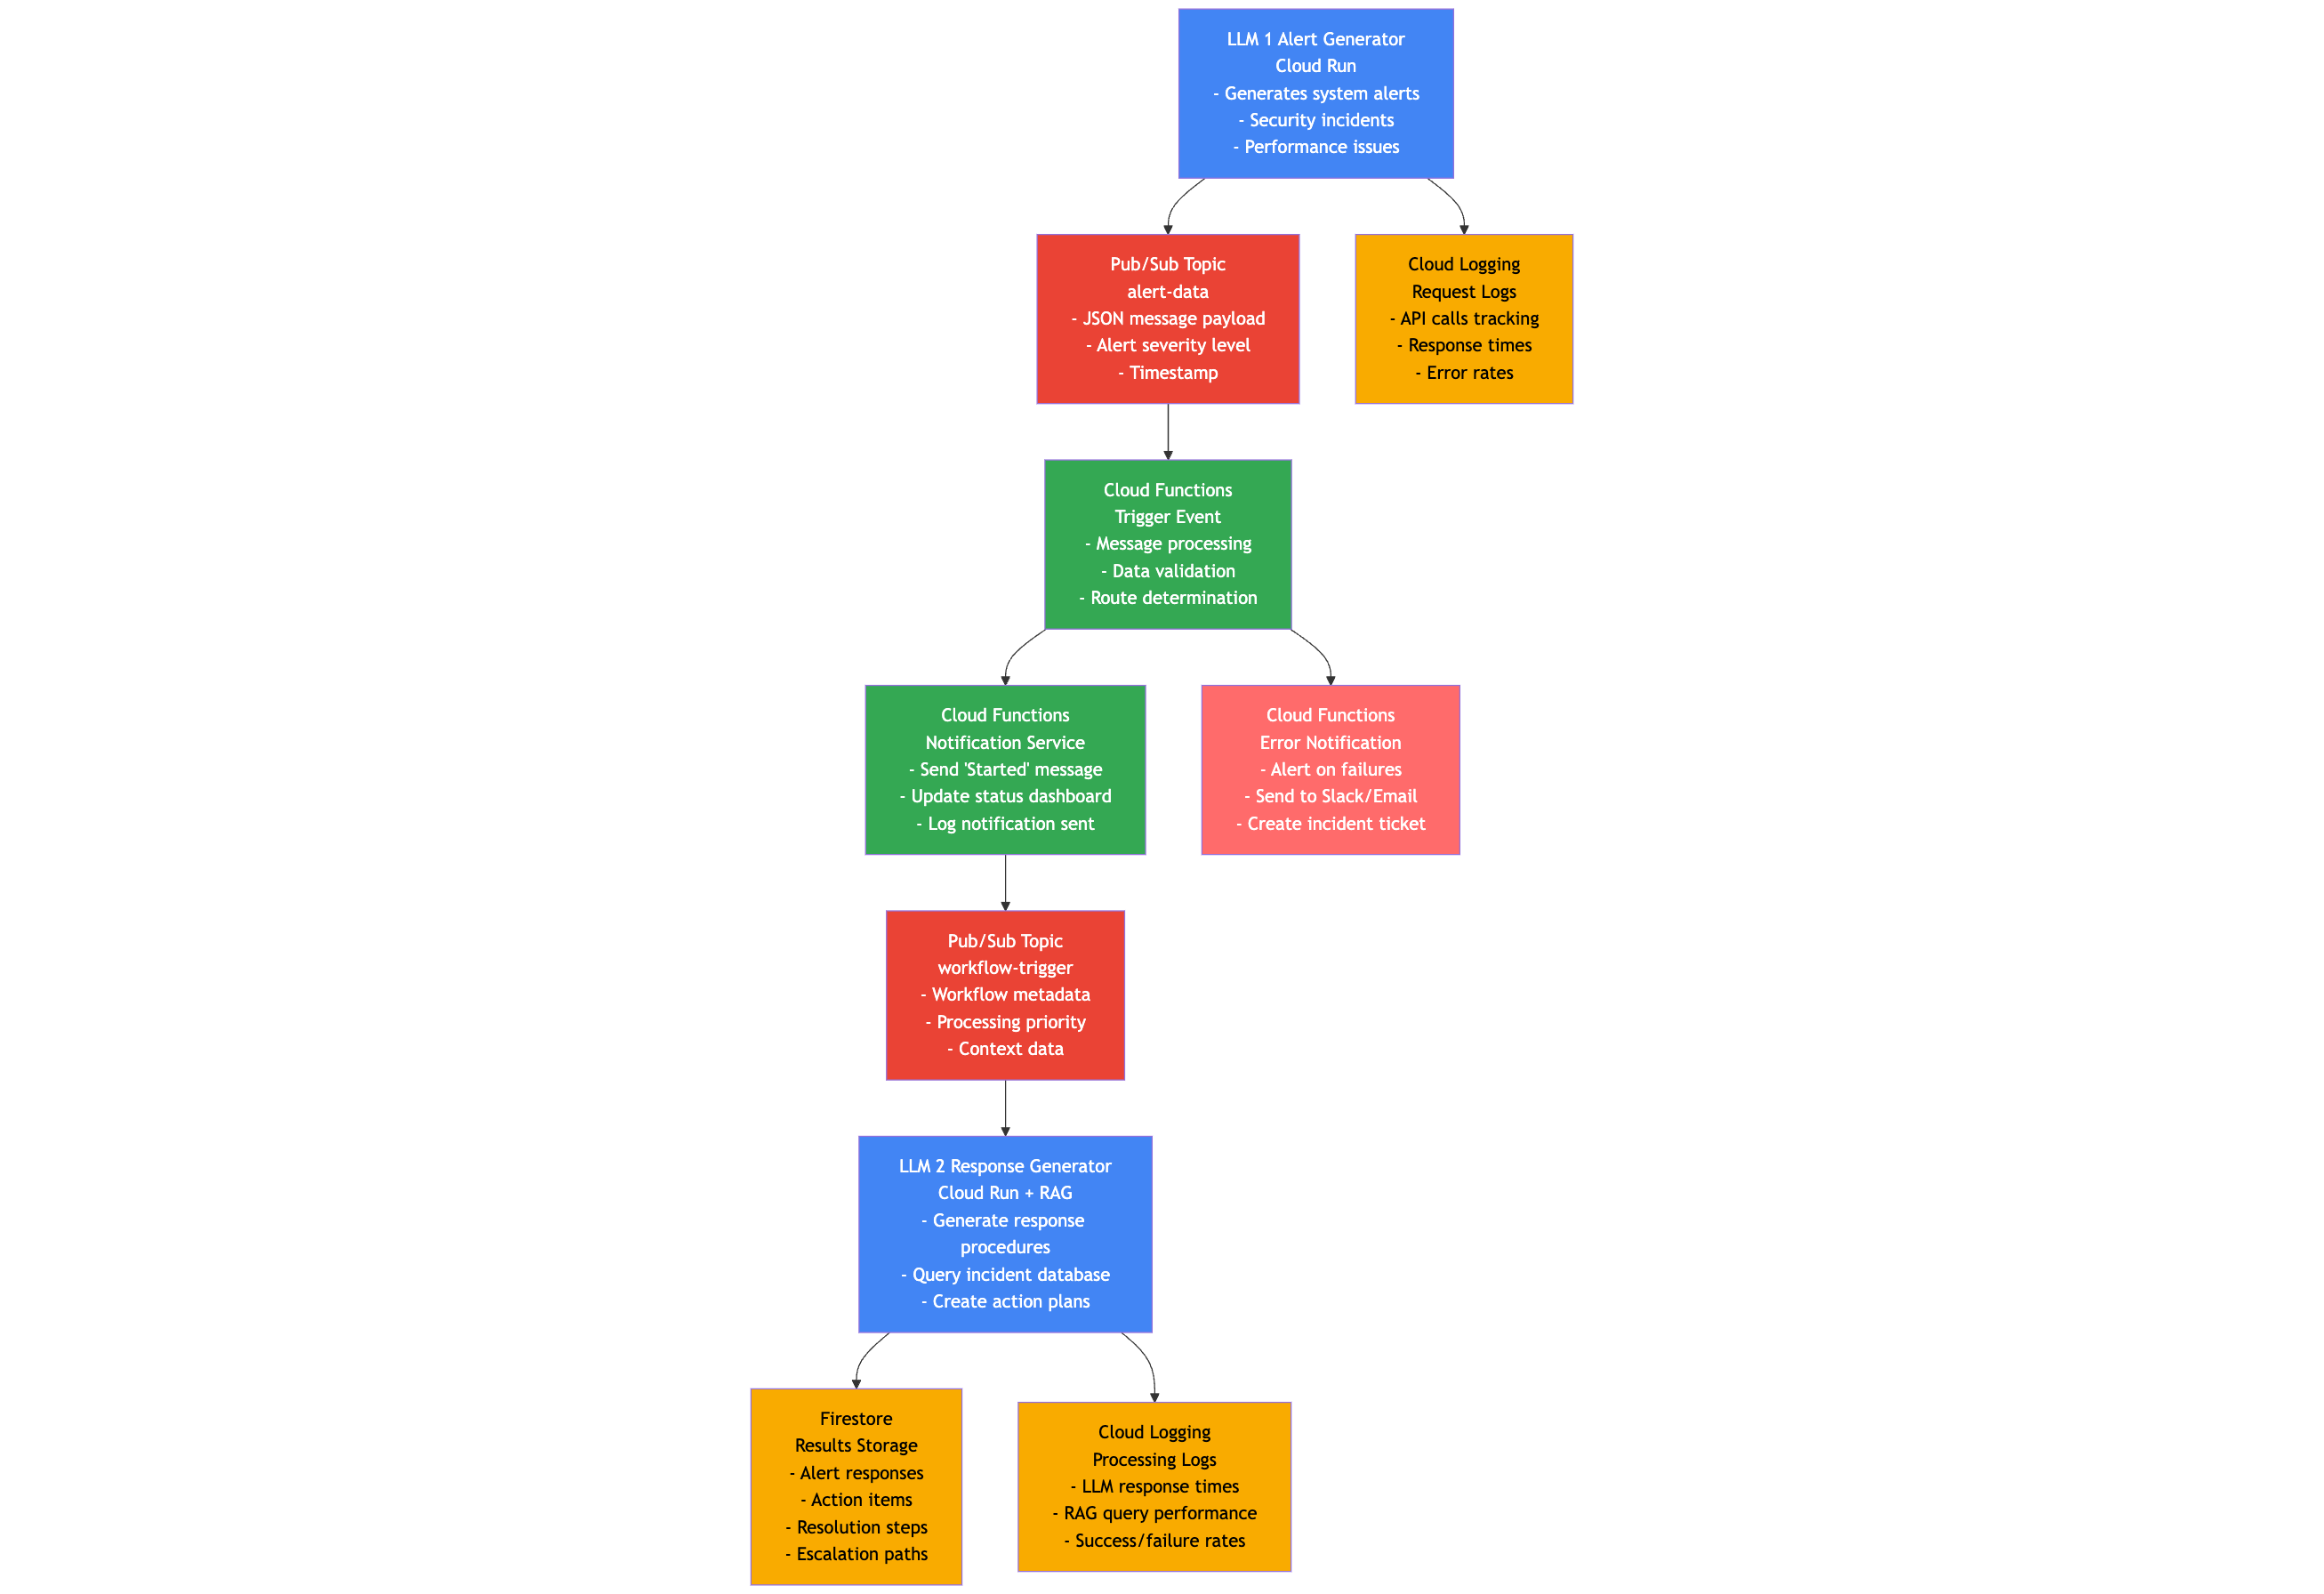 LLM 1 Alert Generator
Cloud Run
- Generates system alerts
- Security incidents
- Performance issues
Pub/Sub Topic
alert-data
- JSON message payload
- Alert severity level
- Timestamp
Cloud Logging
Request Logs
- API calls tracking
- Response times
- Error rates
Cloud Functions
Trigger Event
- Message processing
- Data validation
- Route determination
Cloud Functions
Notification Service
- Send 'Started' message
- Update status dashboard
- Log notification sent
Cloud Functions
Error Notification
- Alert on failures
- Send to Slack/Email
- Create incident ticket
Pub/Sub Topic
workflow-trigger
- Workflow metadata
- Processing priority
- Context data
LLM 2 Response Generator
Cloud Run + RAG
- Generate response
procedures
- Query incident database
- Create action plans
Firestore
Results Storage
- Alert responses
- Action items
- Resolution steps
- Escalation paths
Cloud Logging
Processing Logs
- LLM response times
- RAG query performance
- Success/failure rates